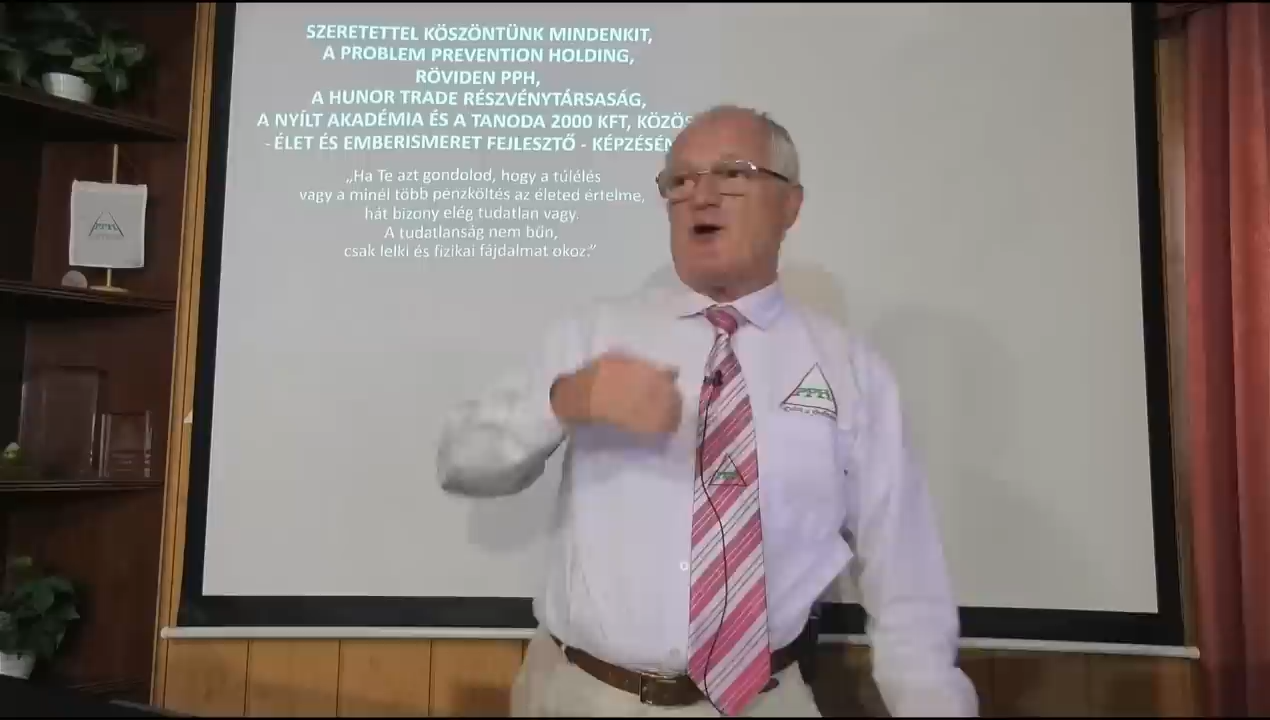 SZERETETTEL KÖSZÖNTÜNK MINDENKIT,
A PROBLEM PREVENTION HOLDING,
RÖVIDEN PPH,
A HUNOR TRADE RÉSZVÉNYTÁRSASÁG,
A NYÍLT AKADÉMIA ÉS A TANODA 2000 KFT, KÖZÖS
- ÉLET ÉS EMBERISMERET FEJLESZTŐ - KÉPZÉSÉN
„Ha Te azt gondolod, hogy a túlélés
vagy a minél több pénzköltés az életed értelme,
hát bizony elég tudatlan vagy.
A tudatlanság nem bűn,
csak lelki és fizikai fájdalmat okoz.”
PPH
PPH
PPH